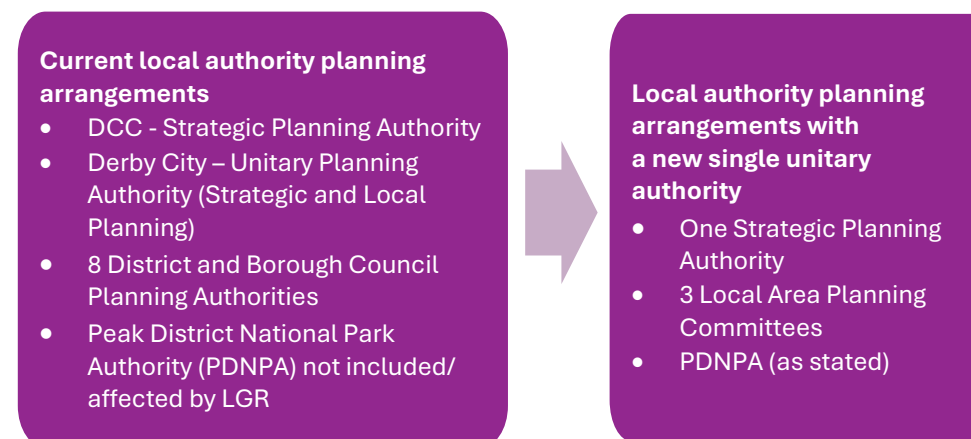 Current local authority planning
arrangements
• DCC - Strategic Planning Authority
• Derby City – Unitary Planning
Authority (Strategic and Local
Planning)
• 8 District and Borough Council
Planning Authorities
• Peak District National Park
Authority (PDNPA) not included/
affected by LGR
Local authority planning
arrangements with
a new single unitary
authority
• One Strategic Planning
Authority
• 3 Local Area Planning
Committees
• PDNPA (as stated)